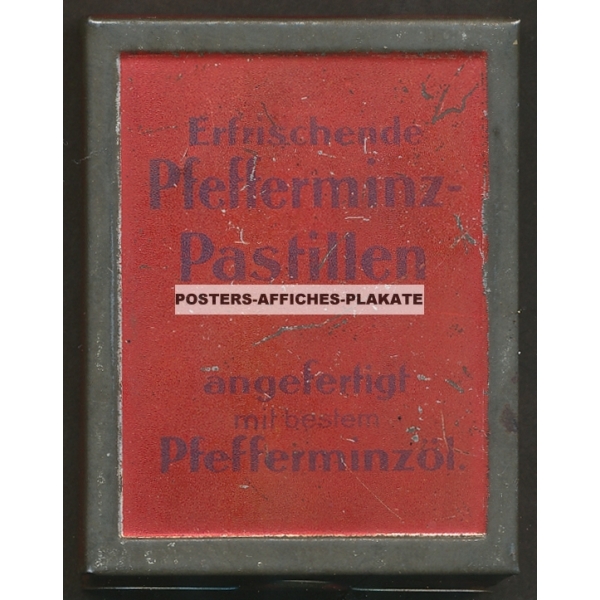 Erfrischende
Pfefferminz-
Pastillen
POSTERS-AFFICHES-PLAKATE
angefertigt
mit bestem
Pfefferminzöl.